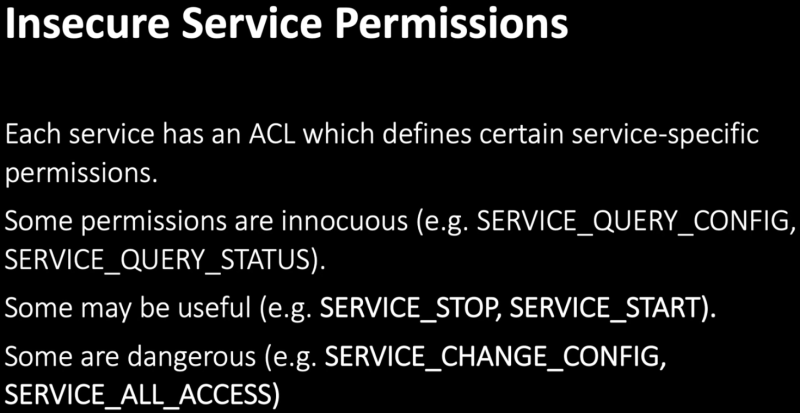 Insecure Service Permissions
Each service has an ACL which defines certain service-specific
permissions.
Some permissions are innocuous (e.g. SERVICE_QUERY_CONFIG,
SERVICE_QUERY_STATUS).
Some may be useful (e.g. SERVICE_STOP, SERVICE_START).
Some are dangerous (e.g. SERVICE_CHANGE_CONFIG,
SERVICE_ALL_ACCESS)